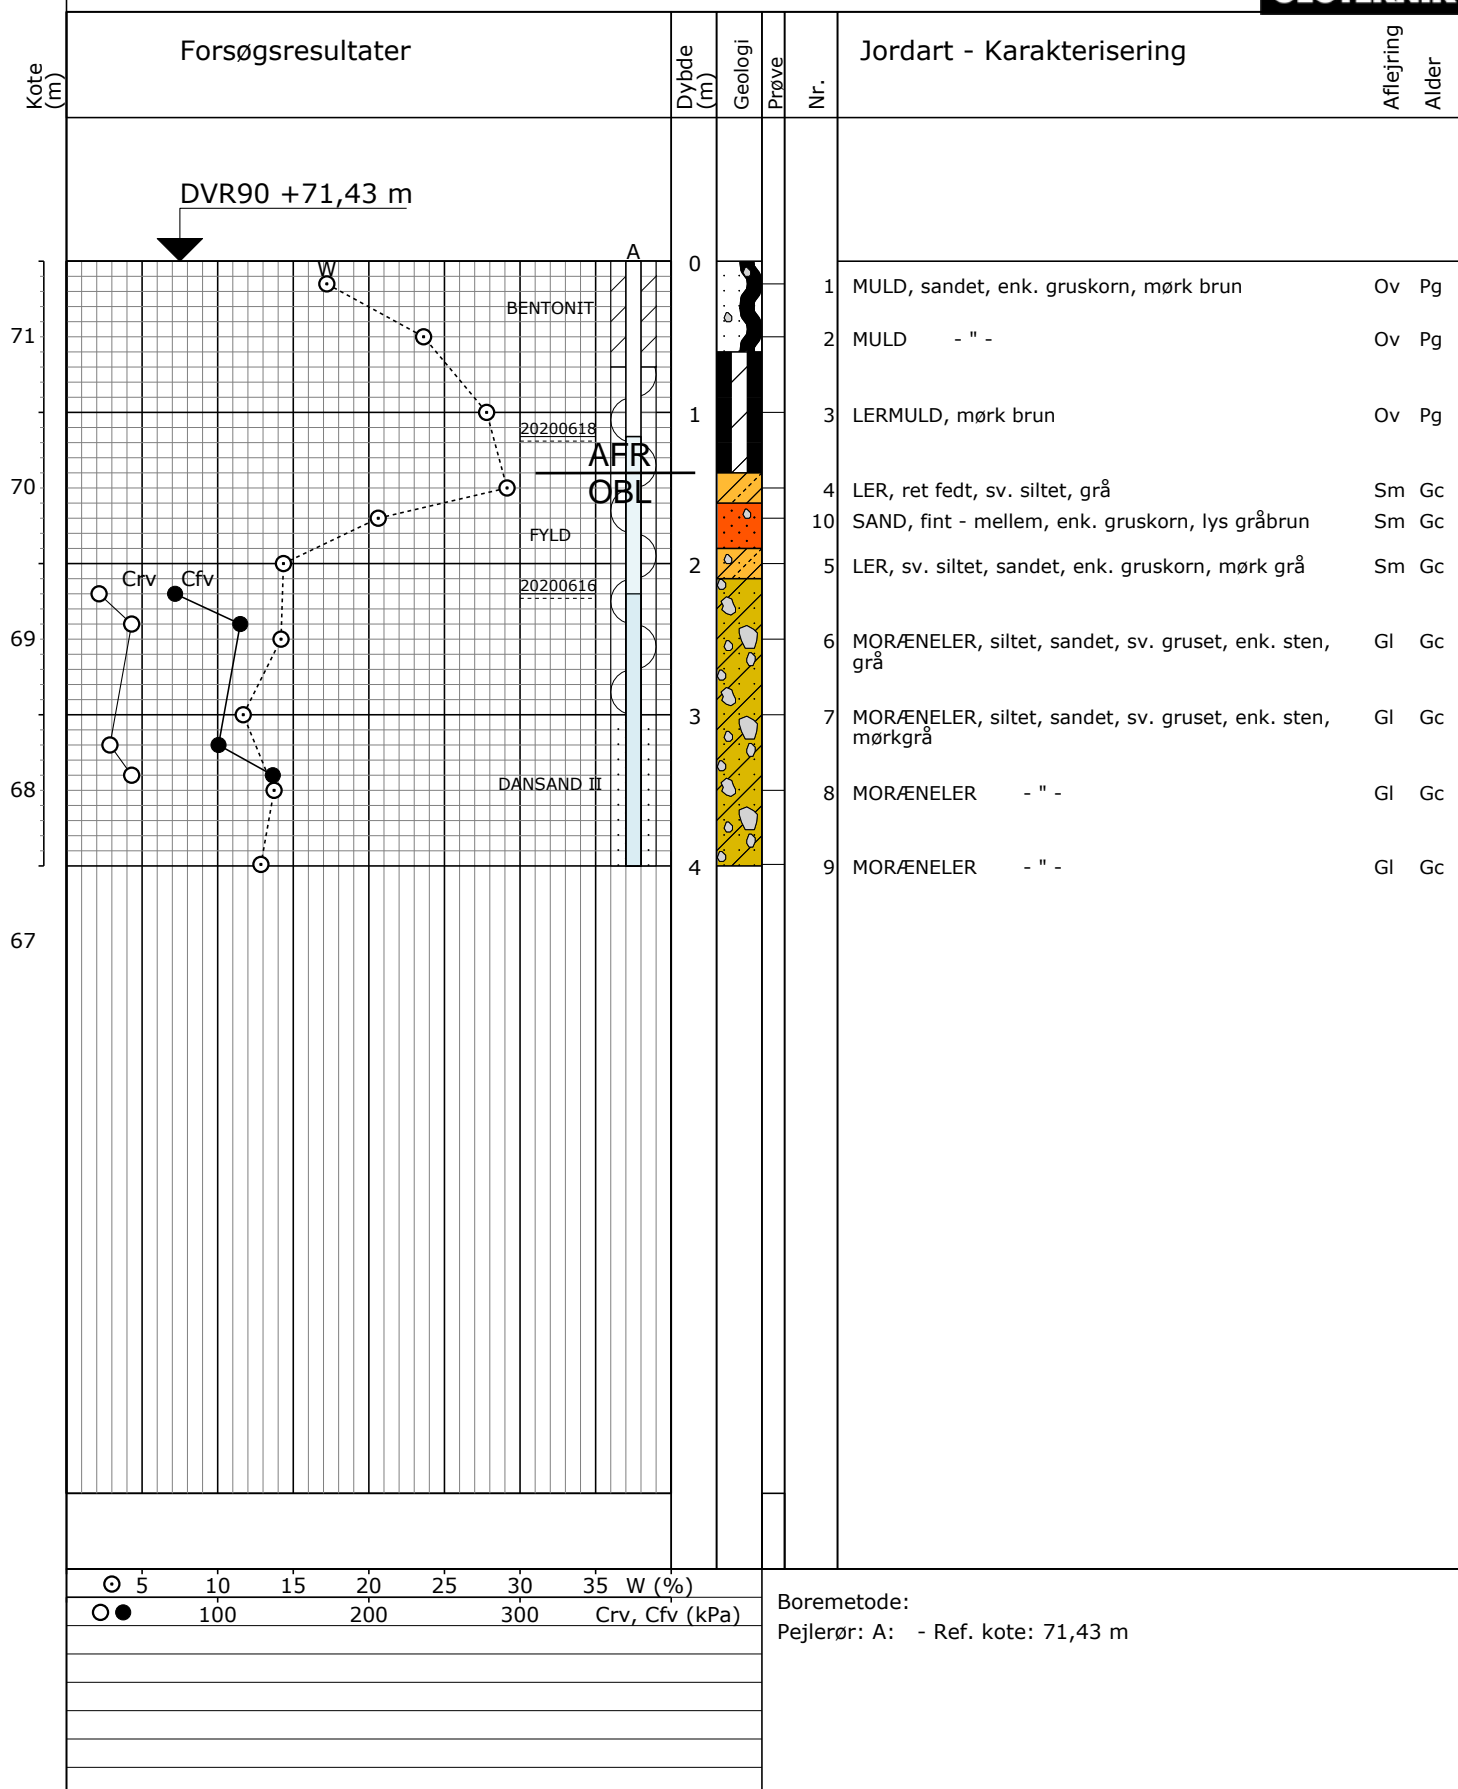 Kote (m)
Forsøgsresultater
Dybde (m)
Geologi
Prøve
Nr.
Jordart - Karakterisering
Aflejring
Alder
DVR90 +71,43 m
A
W
0
BENTONIT
1 MULD, sandet, enk. gruskorn, mørk brun Ov Pg
71
2 MULD - " - Ov Pg
1
3 LERMULD, mørk brun Ov Pg
20200618
AFR
OBL
70
4 LER, ret fedt, sv. siltet, grå Sm Gc
10 SAND, fint - mellem, enk. gruskorn, lys gråbrun Sm Gc
FYLD
2
5 LER, sv. siltet, sandet, enk. gruskorn, mørk grå Sm Gc
Crv Cfv
20200616
69
6 MORÆNELER, siltet, sandet, sv. gruset, enk. sten, Gl Gc
grå
3
7 MORÆNELER, siltet, sandet, sv. gruset, enk. sten, Gl Gc
mørkgrå
68
DANSAND II
8 MORÆNELER - " - Gl Gc
4
9 MORÆNELER - " - Gl Gc
67
5 10 15 20 25 30 35 W (%)
100 200 300 Crv, Cfv (kPa)
Boremetode:
Pejlerør: A: - Ref. kote: 71,43 m